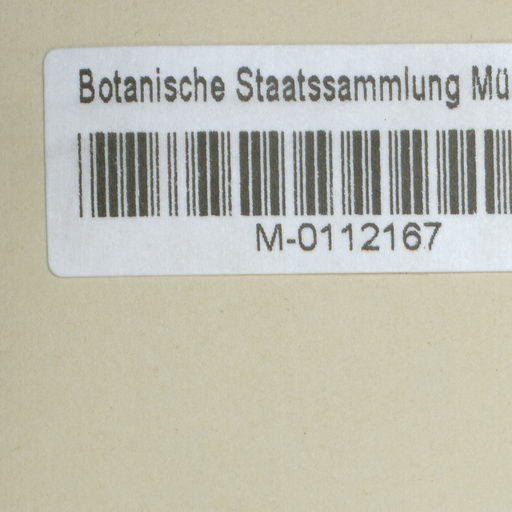 Botanische Staatssammlung Mü
M-0112167